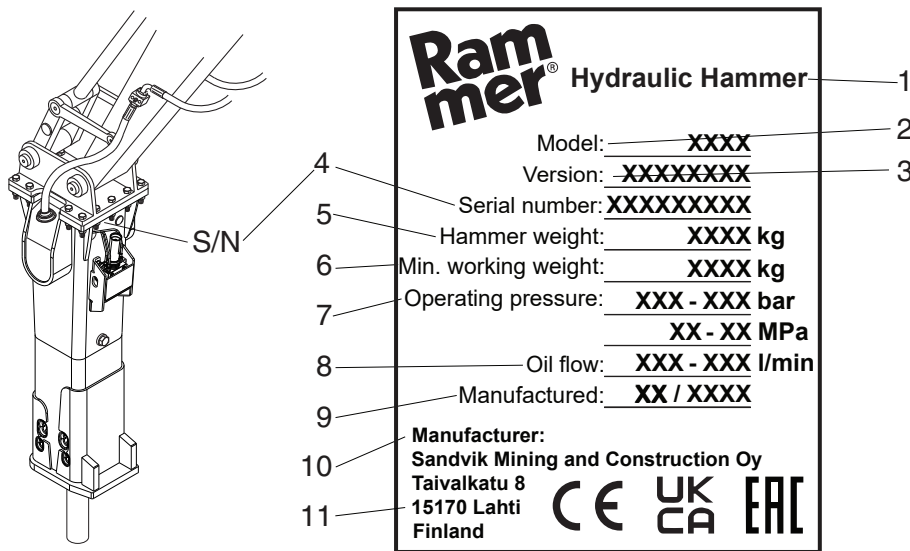 Ram
mer® Hydraulic Hammer 1
Model: XXXX 2
Version: XXXXXXXX 3
4 Serial number: XXXXXXXXX
S/N
5 Hammer weight: XXXX kg
6 Min. working weight: XXXX kg
7 Operating pressure: XXX - XXX bar
XX - XX MPa
8 Oil flow: XXX - XXX l/min
9 Manufactured: XX / XXXX
10 Manufacturer:
Sandvik Mining and Construction Oy
Taivalkatu 8
11 15170 Lahti
Finland
CE UK
CA EAC